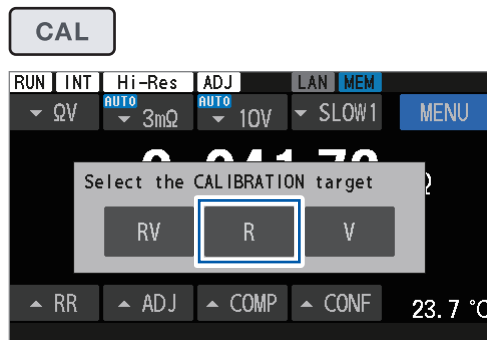 CAL
RUN INT Hi-Res ADJ LAN MEM
ΩV AUTO 3mΩ AUTO 10V SLOW1 MENU
Select the CALIBRATION target
RV R V
RR ADJ COMP CONF 23.7 °C